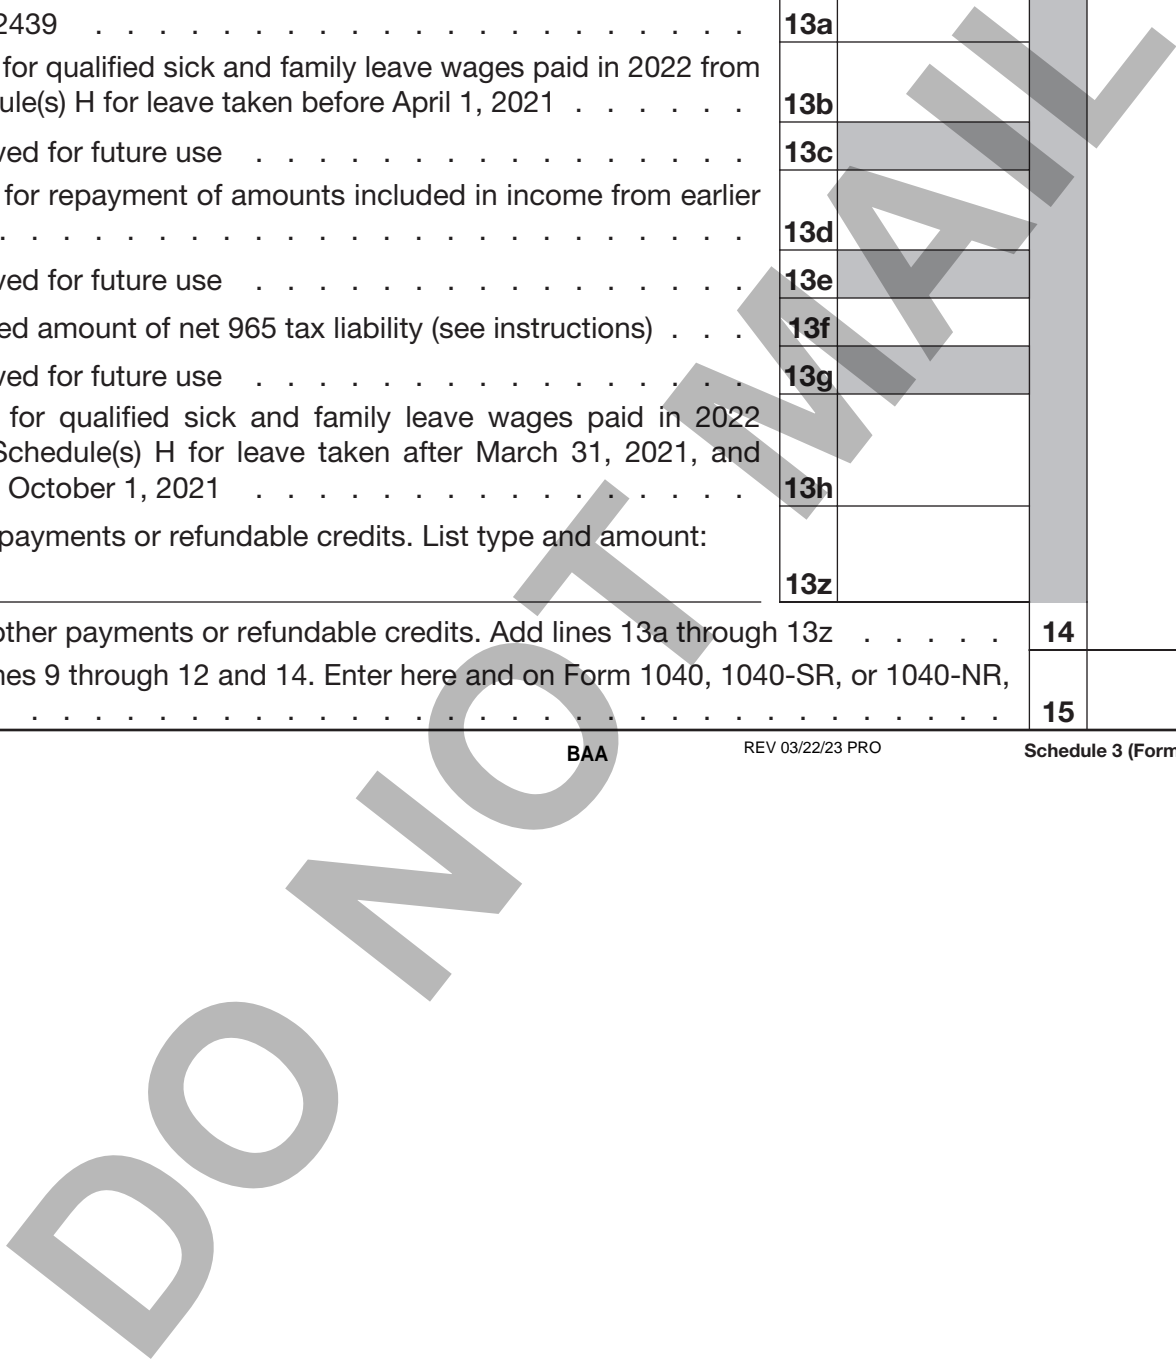 2439 . . . . . . . . . . . . . . . . . . . . . 13a
for qualified sick and family leave wages paid in 2022 from
ule(s) H for leave taken before April 1, 2021 . . . . . . 13b
ved for future use . . . . . . . . . . . . . . . . 13c
for repayment of amounts included in income from earlier
. . . . . . . . . . . . . . . . . . . . . . . . 13d
ved for future use . . . . . . . . . . . . . . . . 13e
ed amount of net 965 tax liability (see instructions) . . . 13f
ved for future use . . . . . . . . . . . . . . . . 13g
for qualified sick and family leave wages paid in 2022
Schedule(s) H for leave taken after March 31, 2021, and
October 1, 2021 . . . . . . . . . . . . . . . . 13h
payments or refundable credits. List type and amount:
13z
other payments or refundable credits. Add lines 13a through 13z . . . . . 14
nes 9 through 12 and 14. Enter here and on Form 1040, 1040-SR, or 1040-NR,
. . . . . . . . . . . . . . . . . . . . . . . . . . . . . . . 15
BAA REV 03/22/23 PRO Schedule 3 (Form
DO NOT MAIL